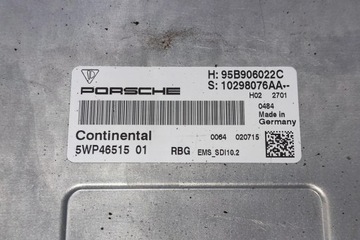 H: 95B906022C
PORSCHE S: 10298076AA--
H02 2701
0484
Made in
Germany
Continental 0064 020715
5WP46515 01 RBG EMS_SDI10.2